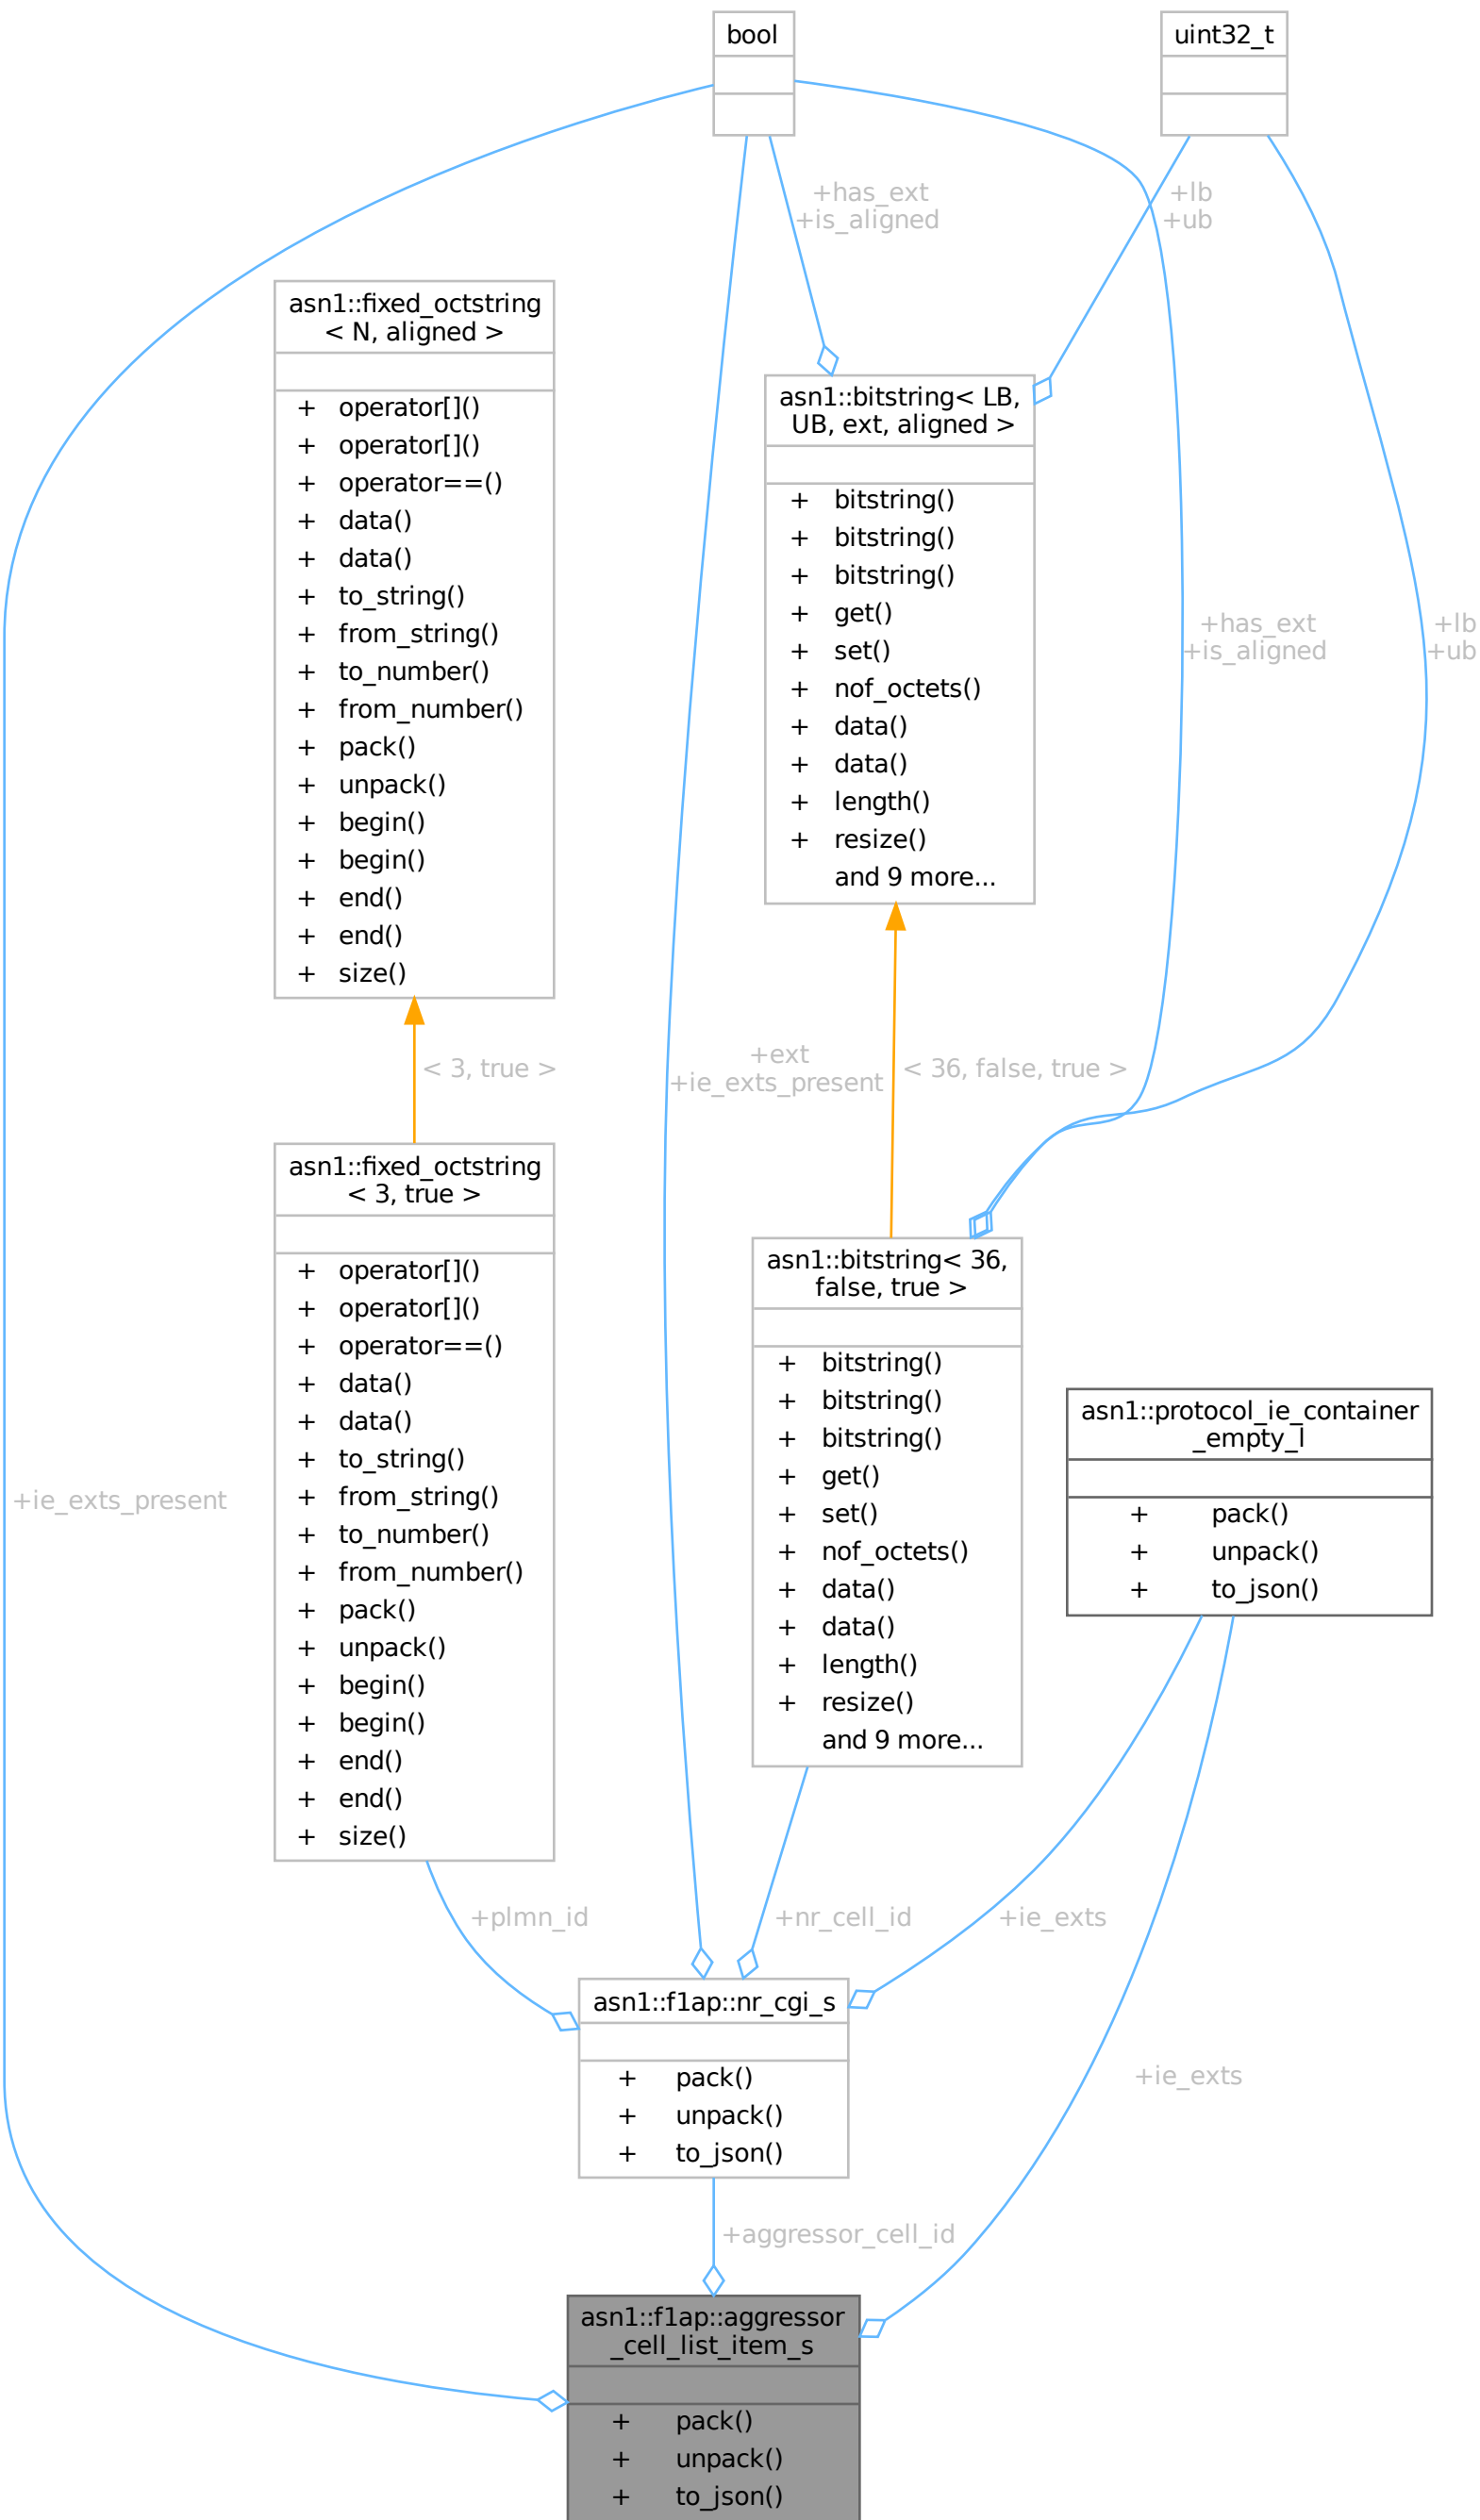 bool
uint32_t
+has_ext
+is_aligned
+lb
+ub
asn1::fixed_octstring
< N, aligned >
+ operator[]()
+ operator[]()
+ operator==()
+ data()
+ data()
+ to_string()
+ from_string()
+ to_number()
+ from_number()
+ pack()
+ unpack()
+ begin()
+ begin()
+ end()
+ end()
+ size()
asn1::bitstring< LB,
UB, ext, aligned >
+ bitstring()
+ bitstring()
+ bitstring()
+ get()
+ set()
+ nof_octets()
+ data()
+ data()
+ length()
+ resize()
and 9 more...
+has_ext
+is_aligned
+lb
+ub
< 3, true >
+ext
+ie_exts_present
< 36, false, true >
asn1::fixed_octstring
< 3, true >
+ operator[]()
+ operator[]()
+ operator==()
+ data()
+ data()
+ to_string()
+ from_string()
+ to_number()
+ from_number()
+ pack()
+ unpack()
+ begin()
+ begin()
+ end()
+ end()
+ size()
asn1::bitstring< 36,
false, true >
+ bitstring()
+ bitstring()
+ bitstring()
+ get()
+ set()
+ nof_octets()
+ data()
+ data()
+ length()
+ resize()
and 9 more...
asn1::protocol_ie_container
_empty_l
+ pack()
+ unpack()
+ to_json()
+ie_exts_present
+plmn_id
+nr_cell_id
+ie_exts
asn1::f1ap::nr_cgi_s
+ pack()
+ unpack()
+ to_json()
+ie_exts
+aggressor_cell_id
asn1::f1ap::aggressor
_cell_list_item_s
+ pack()
+ unpack()
+ to_json()